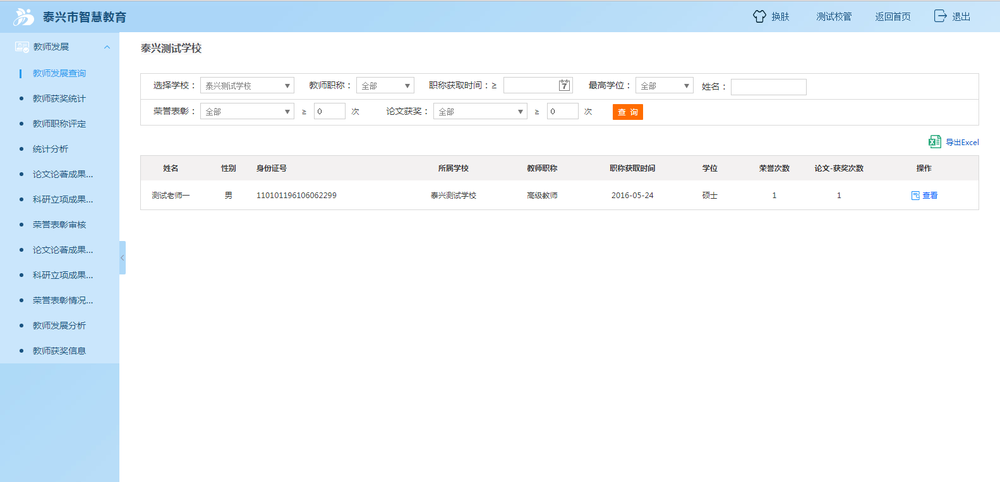 泰兴市智慧教育
换肤 测试校管 返回首页 退出
教师发展
教师发展查询
教师获奖统计
教师职称评定
统计分析
论文论著成果...
科研立项成果...
荣誉表彰审核
论文论著成果...
科研立项成果...
荣誉表彰情况...
教师发展分析
教师获奖信息
泰兴测试学校
选择学校： 泰兴测试学校 教师职称： 全部 职称获取时间：≥ 7 最高学位： 全部 姓名：
荣誉表彰： 全部 ≥ 0 次 论文获奖： 全部 ≥ 0 次 查 询
导出Excel
姓名 性别 身份证号 所属学校 教师职称 职称获取时间 学位 荣誉次数 论文-获奖次数 操作
测试老师一 男 110101196106062299 泰兴测试学校 高级教师 2016-05-24 硕士 1 1 查看